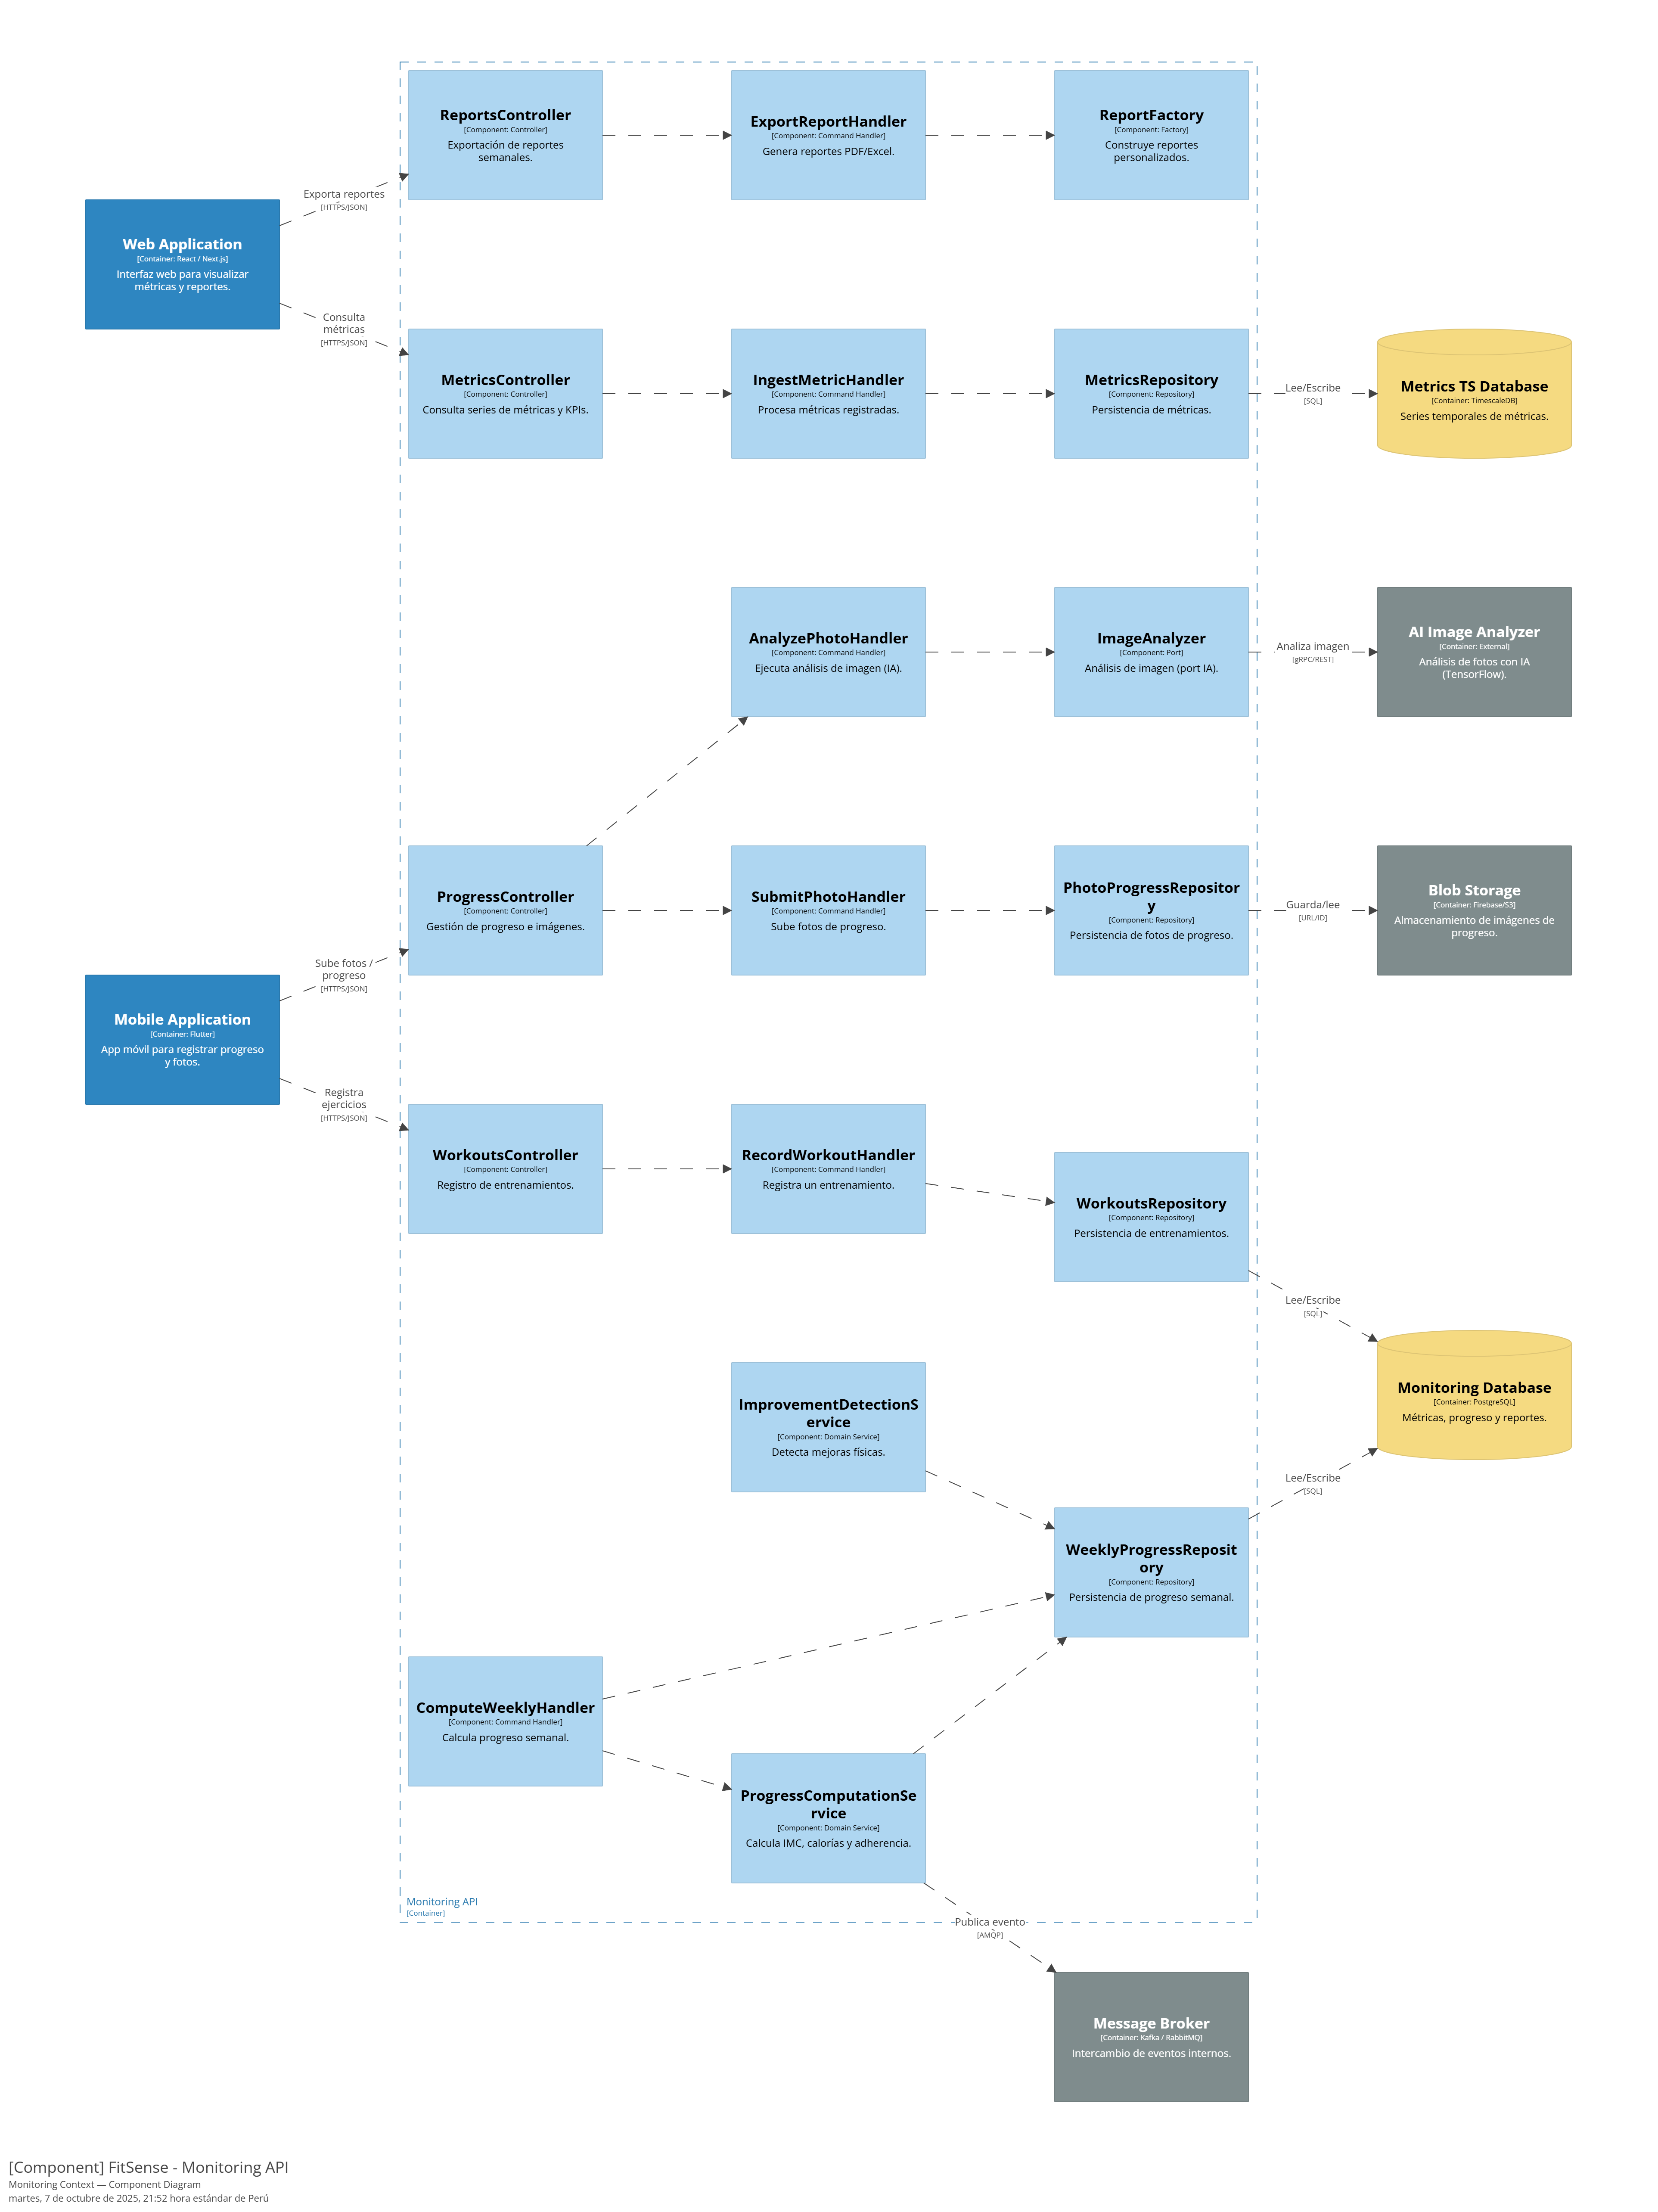 ReportsController
[Component: Controller]
Exportación de reportes
semanales.
ExportReportHandler
[Component: Command Handler]
Genera reportes PDF/Excel.
ReportFactory
[Component: Factory]
Construye reportes
personalizados.
Exporta reportes
[HTTPS/JSON]
Web Application
[Container: React / Next.js]
Interfaz web para visualizar
métricas y reportes.
Consulta
métricas
[HTTPS/JSON]
MetricsController
[Component: Controller]
Consulta series de métricas y KPIs.
IngestMetricHandler
[Component: Command Handler]
Procesa métricas registradas.
MetricsRepository
[Component: Repository]
Persistencia de métricas.
Lee/Escribe
[SQL]
Metrics TS Database
[Container: TimescaleDB]
Series temporales de métricas.
AnalyzePhotoHandler
[Component: Command Handler]
Ejecuta análisis de imagen (IA).
ImageAnalyzer
[Component: Port]
Análisis de imagen (port IA).
Analiza imagen
[gRPC/REST]
AI Image Analyzer
[Container: External]
Análisis de fotos con IA
(TensorFlow).
ProgressController
[Component: Controller]
Gestión de progreso e imágenes.
SubmitPhotoHandler
[Component: Command Handler]
Sube fotos de progreso.
PhotoProgressRepositor
y
[Component: Repository]
Persistencia de fotos de progreso.
Guarda/lee
[URL/ID]
Blob Storage
[Container: Firebase/S3]
Almacenamiento de imágenes de
progreso.
Sube fotos /
progreso
[HTTPS/JSON]
Mobile Application
[Container: Flutter]
App móvil para registrar progreso
y fotos.
Registra
ejercicios
[HTTPS/JSON]
WorkoutsController
[Component: Controller]
Registro de entrenamientos.
RecordWorkoutHandler
[Component: Command Handler]
Registra un entrenamiento.
WorkoutsRepository
[Component: Repository]
Persistencia de entrenamientos.
Lee/Escribe
[SQL]
ImprovementDetectionS
ervice
[Component: Domain Service]
Detecta mejoras físicas.
Monitoring Database
[Container: PostgreSQL]
Métricas, progreso y reportes.
Lee/Escribe
[SQL]
WeeklyProgressReposit
ory
[Component: Repository]
Persistencia de progreso semanal.
ComputeWeeklyHandler
[Component: Command Handler]
Calcula progreso semanal.
ProgressComputationSe
rvice
[Component: Domain Service]
Calcula IMC, calorías y adherencia.
Monitoring API
[Container]
Publica evento
[AMQP]
Message Broker
[Container: Kafka / RabbitMQ]
Intercambio de eventos internos.
[Component] FitSense - Monitoring API
Monitoring Context — Component Diagram
martes, 7 de octubre de 2025, 21:52 hora estándar de Perú